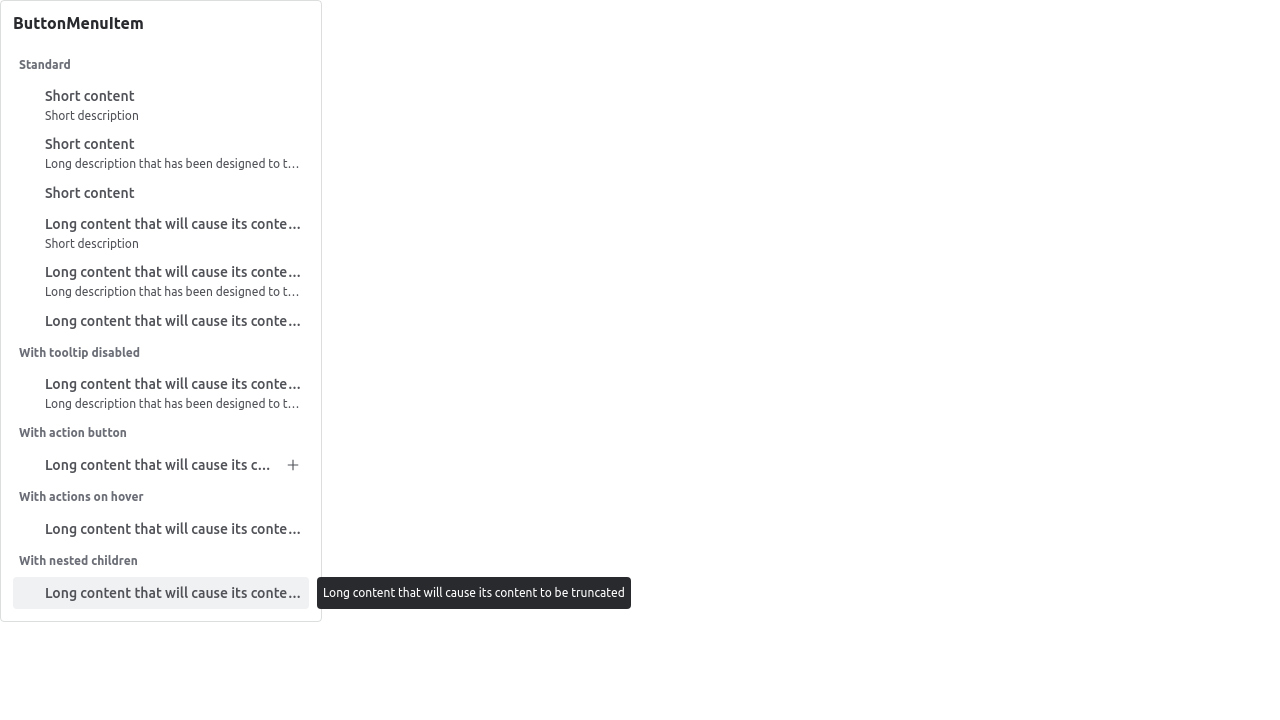 ButtonMenuItem
Standard
Short content
Short description
Short content
Long description that has been designed to t…
Short content
Long content that will cause its conte…
Short description
Long content that will cause its conte…
Long description that has been designed to t…
Long content that will cause its conte…
With tooltip disabled
Long content that will cause its conte…
Long description that has been designed to t…
With action button
Long content that will cause its c…
With actions on hover
Long content that will cause its conte…
With nested children
Long content that will cause its conte…
Long content that will cause its content to be truncated